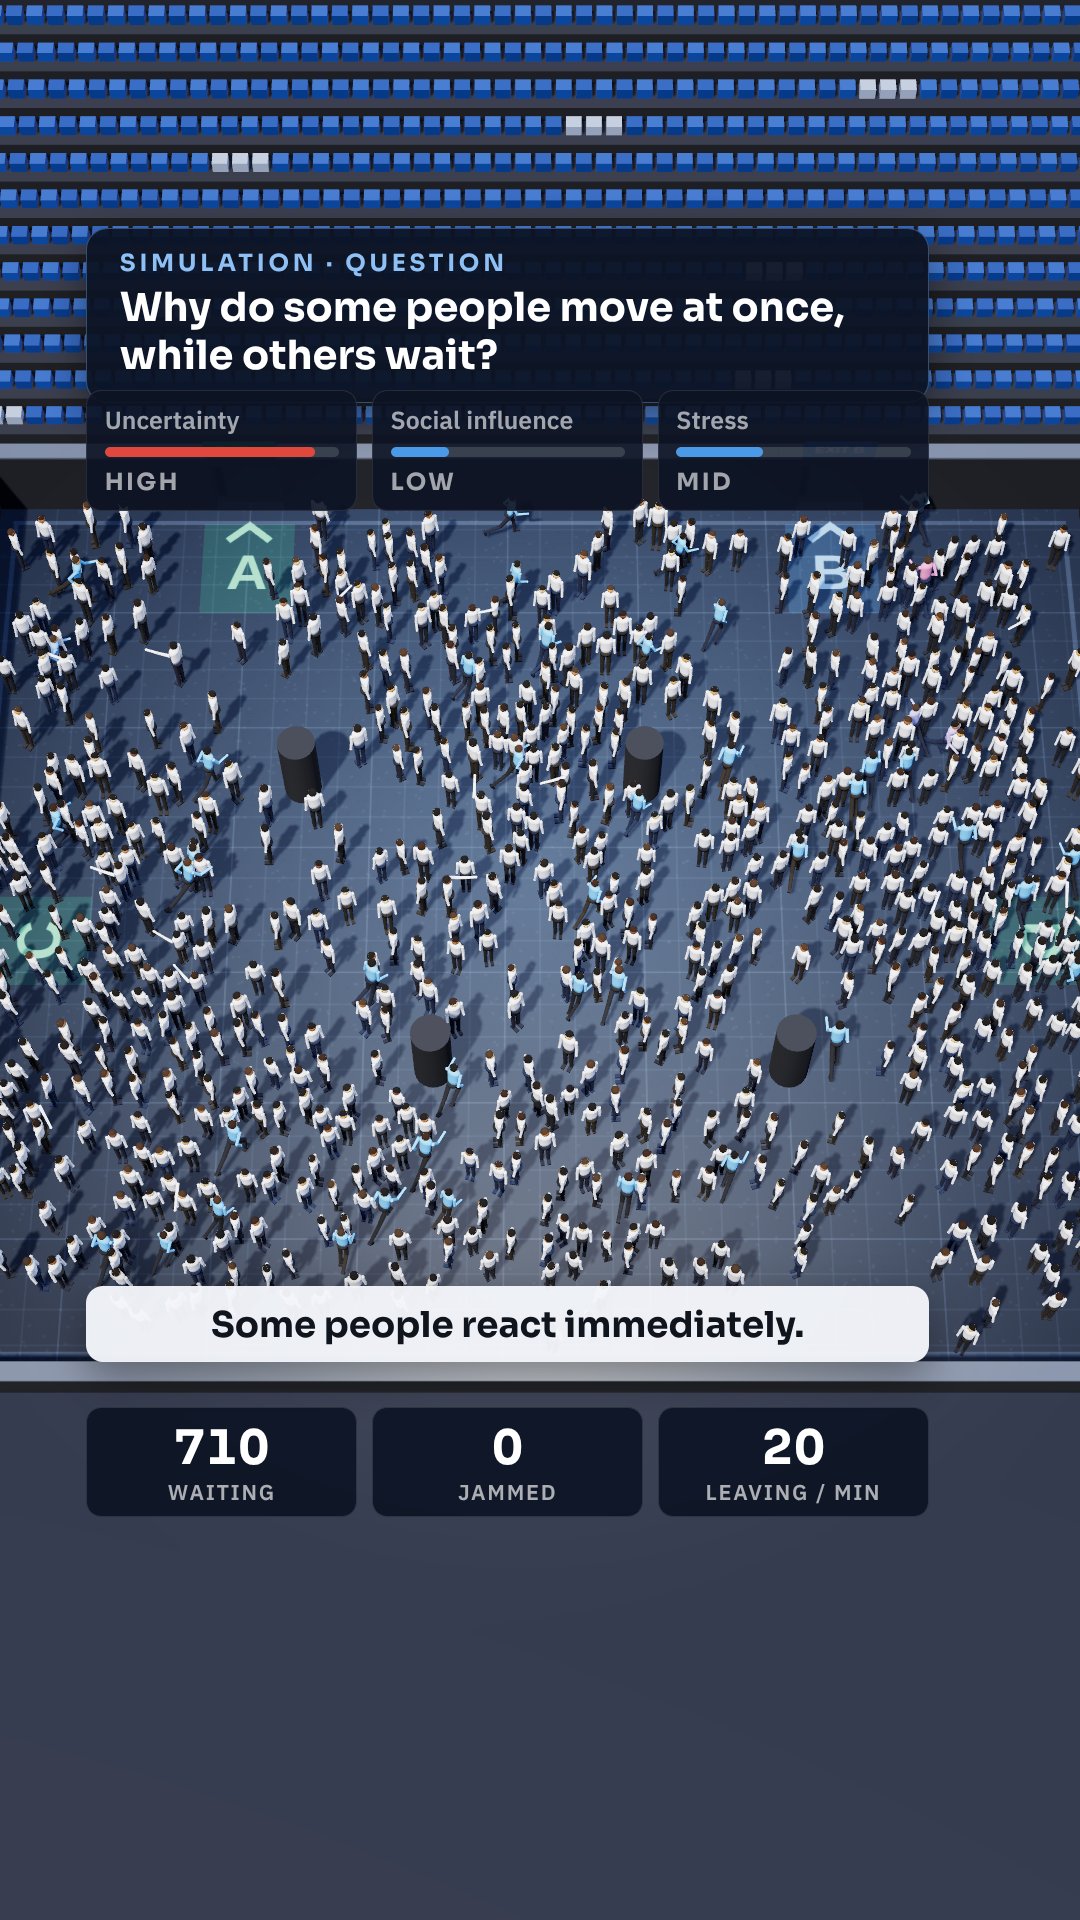 SIMULATION · QUESTION
Why do some people move at once,
while others wait?
Uncertainty
Social influence
Stress
HIGH
LOW
MID
A
B
C
Some people react immediately.
710
0
20
WAITING
JAMMED
LEAVING / MIN